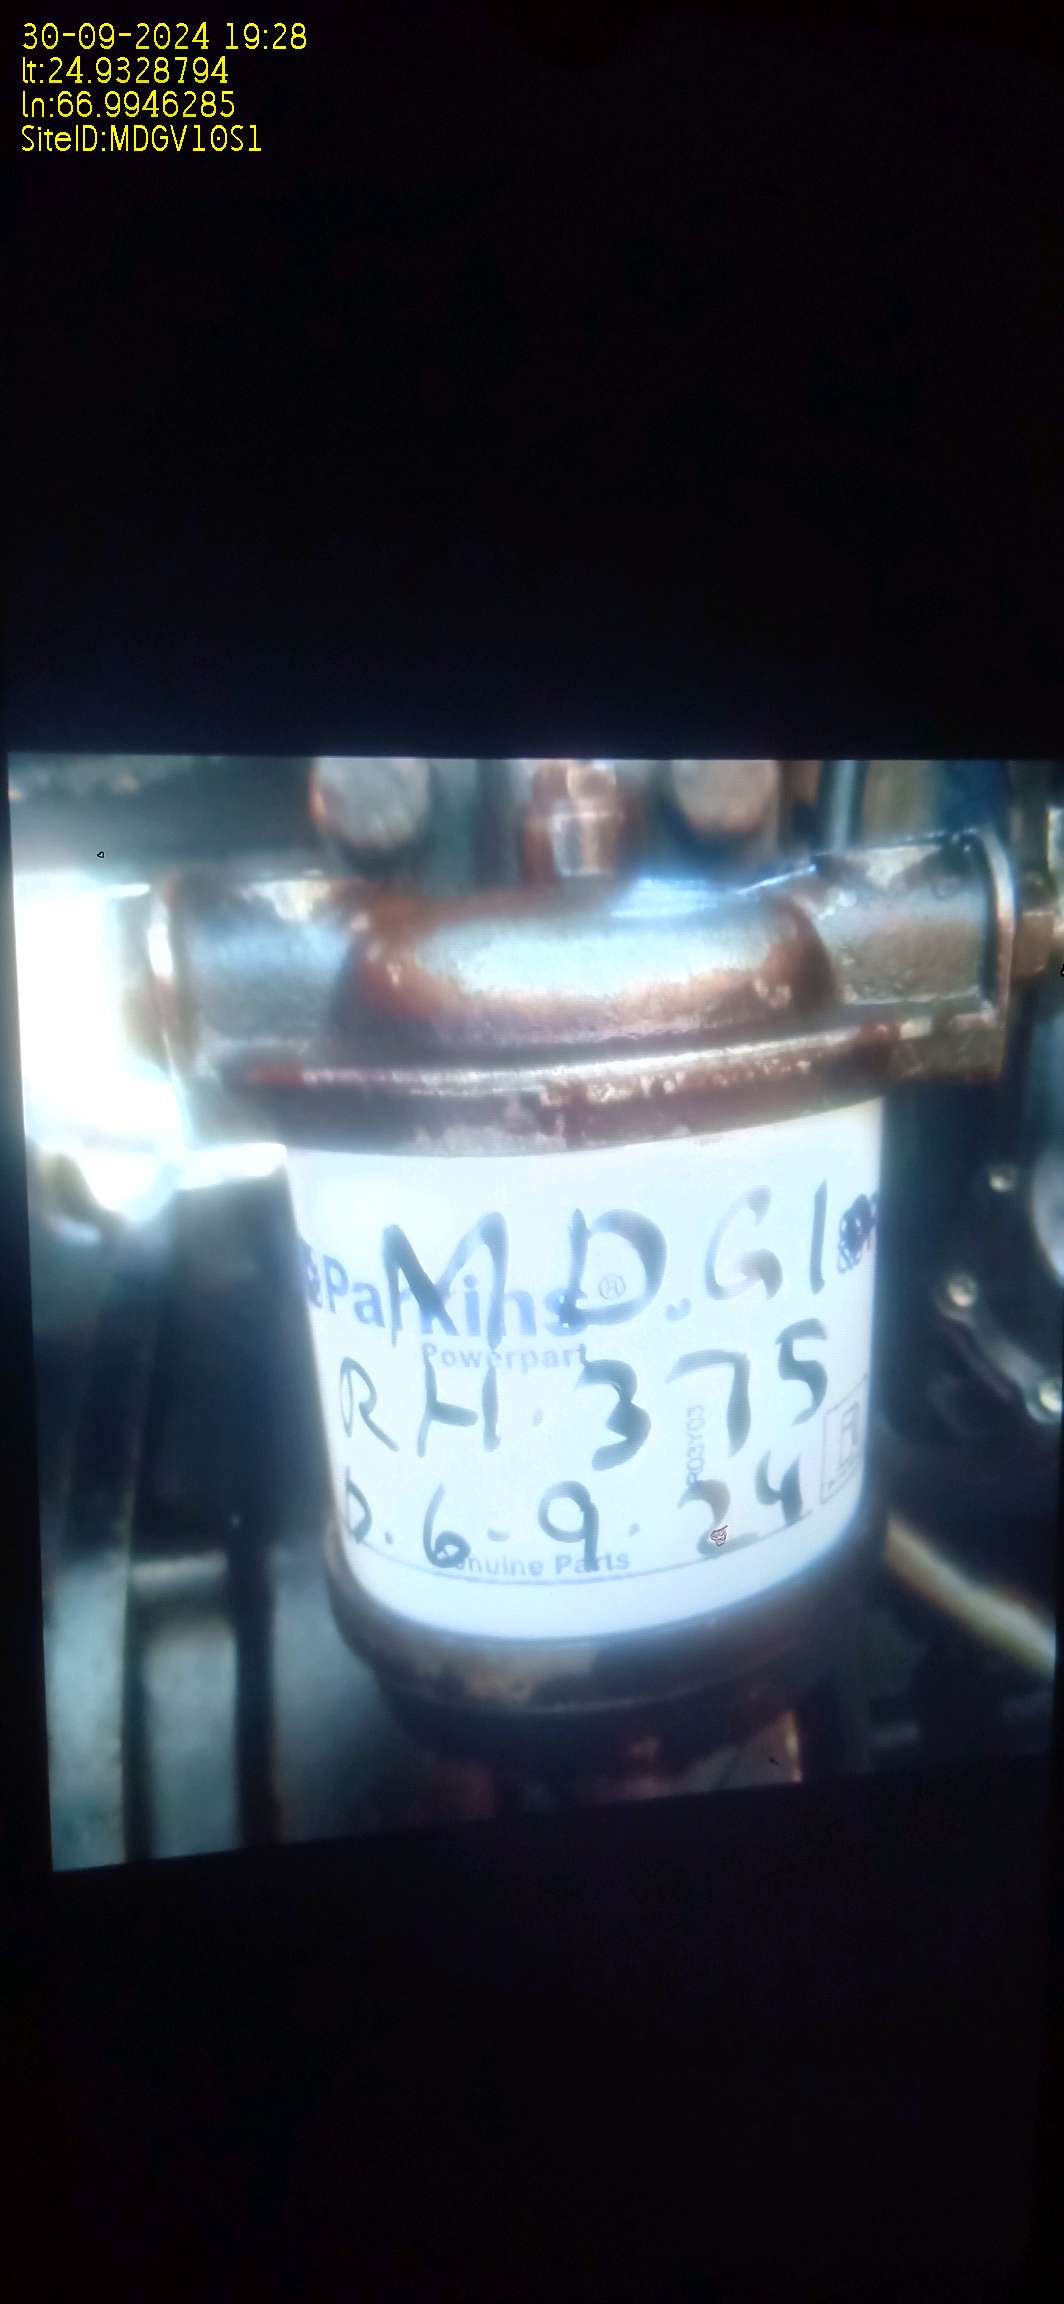 30-09-2024 19:28
lt:24.9328794
ln:66.9946285
SiteID:MDGV10S1
M D.G1
Parkins®
Powerpart
RH.375
D.6-9.24
Genuine Parts